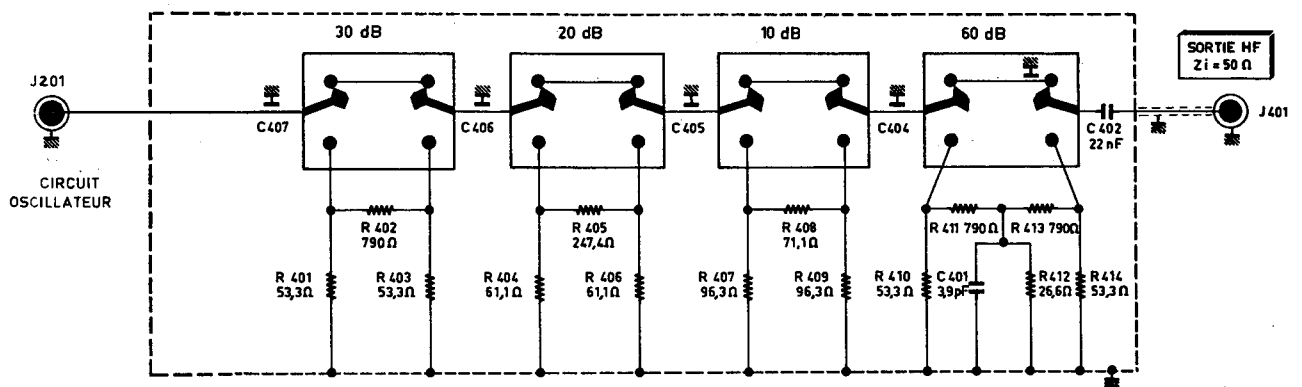 30 dB
20 dB
10 dB
60 dB
SORTIE HF
Zi = 50 Ω
J201
J401
C407
C406
C405
C404
C402
22 nF
CIRCUIT
OSCILLATEUR
R 402
790 Ω
R 405
247,4 Ω
R 408
71,1 Ω
R 411 790 Ω
R 413 790 Ω
R 401
53,3 Ω
R 403
53,3 Ω
R 404
61,1 Ω
R 406
61,1 Ω
R 407
96,3 Ω
R 409
96,3 Ω
R 410
53,3 Ω
C 401
3,9 pF
R 412
26,6 Ω
R 414
53,3 Ω